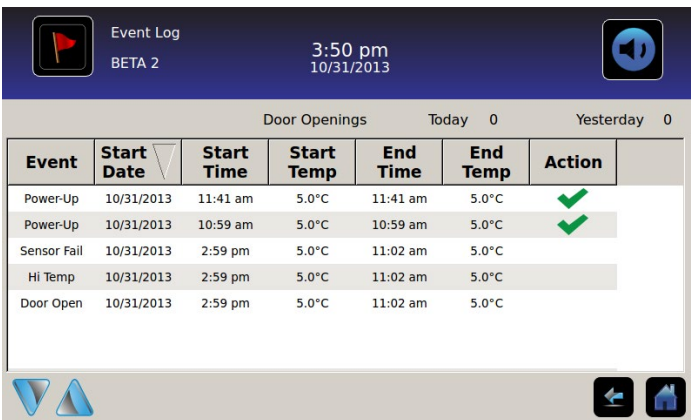 Event Log
BETA 2
3:50 pm
10/31/2013
Door Openings Today 0 Yesterday 0
Event Start Date Start Time Start Temp End Time End Temp Action
Power-Up 10/31/2013 11:41 am 5.0°C 11:41 am 5.0°C
Power-Up 10/31/2013 10:59 am 5.0°C 10:59 am 5.0°C
Sensor Fail 10/31/2013 2:59 pm 5.0°C 11:02 am 5.0°C
Hi Temp 10/31/2013 2:59 pm 5.0°C 11:02 am 5.0°C
Door Open 10/31/2013 2:59 pm 5.0°C 11:02 am 5.0°C